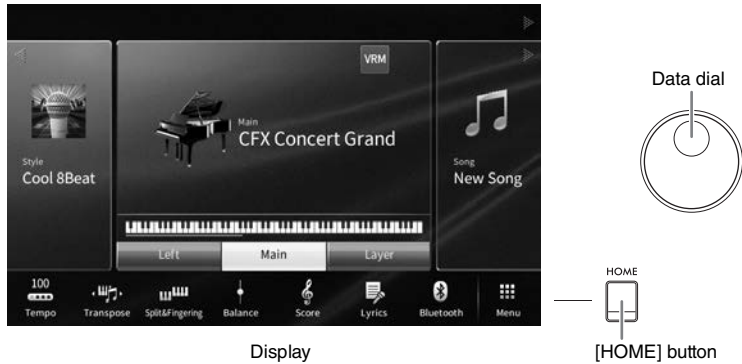 VRM
Main
CFX Concert Grand
Style
Cool 8Beat
Song
New Song
Left
Main
Layer
100
Tempo
Transpose
Split&Fingering
Balance
Score
Lyrics
Bluetooth
Menu
Display
Data dial
HOME
[HOME] button